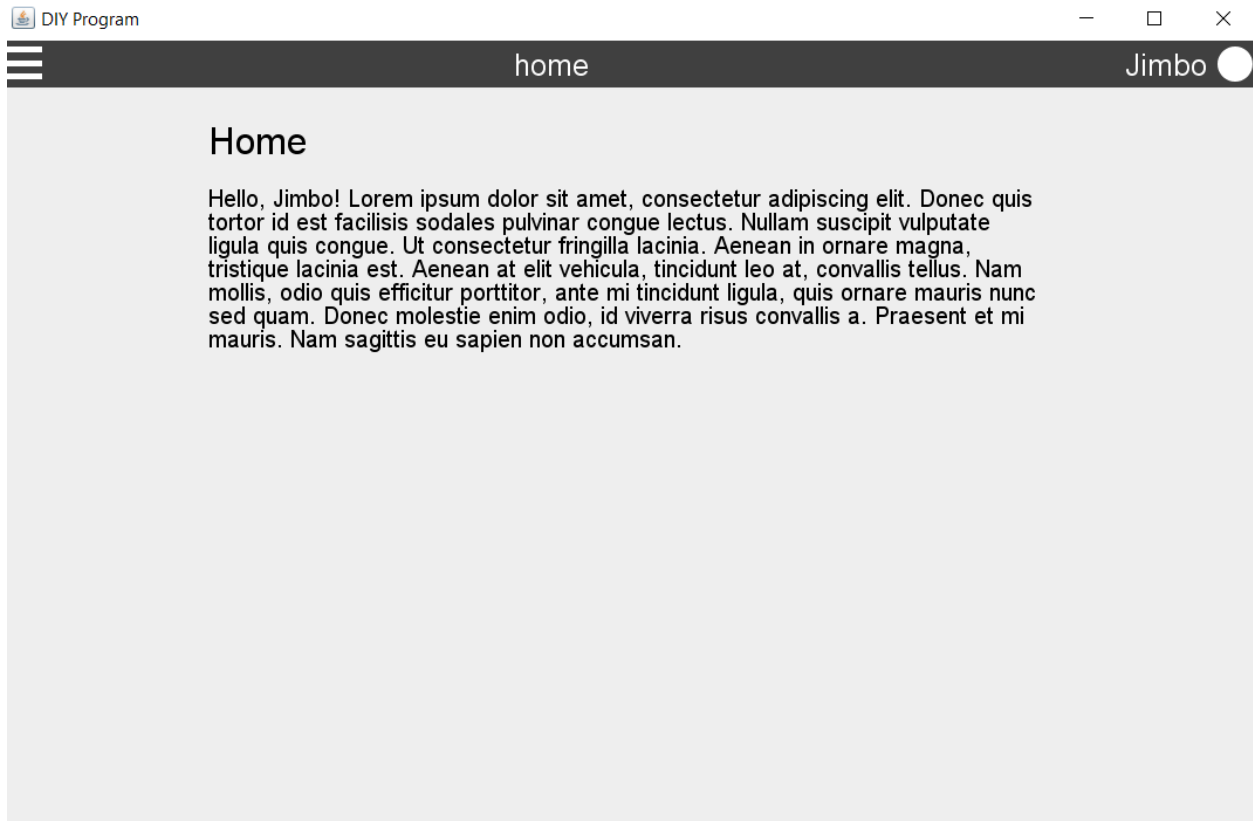 DIY Program
home
Jimbo
Home
Hello, Jimbo! Lorem ipsum dolor sit amet, consectetur adipiscing elit. Donec quis
tortor id est facilisis sodales pulvinar congue lectus. Nullam suscipit vulputate
ligula quis congue. Ut consectetur fringilla lacinia. Aenean in ornare magna,
tristique lacinia est. Aenean at elit vehicula, tincidunt leo at, convallis tellus. Nam
mollis, odio quis efficitur porttitor, ante mi tincidunt ligula, quis ornare mauris nunc
sed quam. Donec molestie enim odio, id viverra risus convallis a. Praesent et mi
mauris. Nam sagittis eu sapien non accumsan.